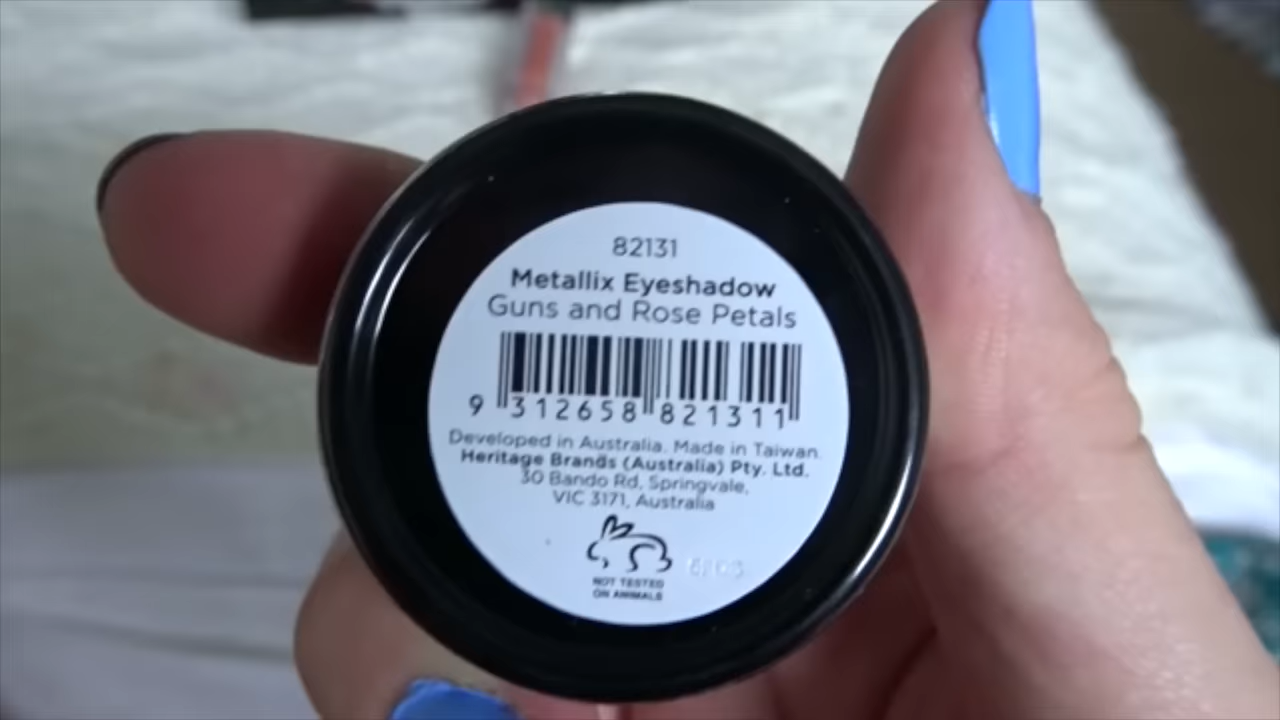 82131
Metallix Eyeshadow
Guns and Rose Petals
9 312658 821311
Developed in Australia. Made in Taiwan.
Heritage Brands (Australia) Pty. Ltd.
30 Bando Rd, Springvale,
VIC 3171, Australia
NOT TESTED
ON ANIMALS